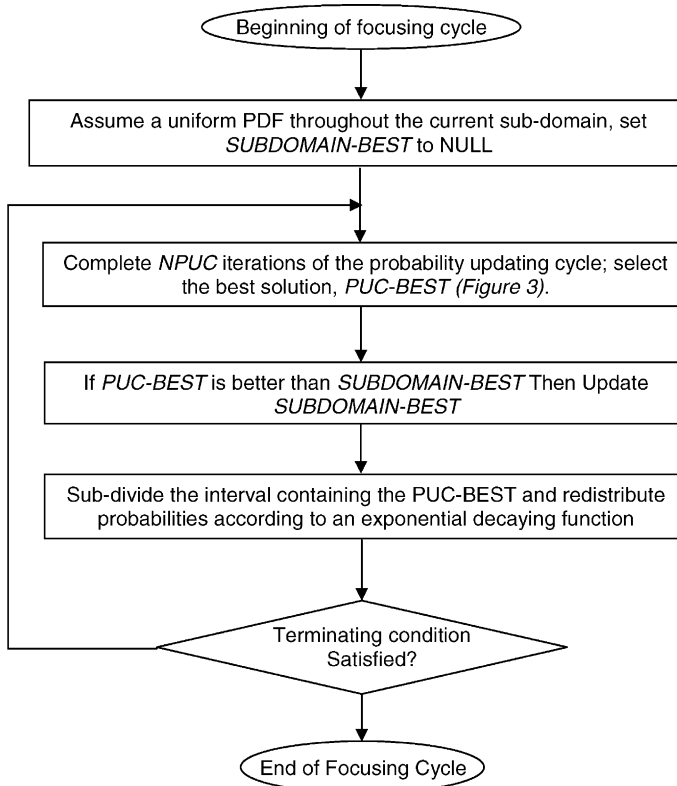 Beginning of focusing cycle
Assume a uniform PDF throughout the current sub-domain, set
SUBDOMAIN-BEST to NULL
Complete NPUC iterations of the probability updating cycle; select
the best solution, PUC-BEST (Figure 3).
If PUC-BEST is better than SUBDOMAIN-BEST Then Update
SUBDOMAIN-BEST
Sub-divide the interval containing the PUC-BEST and redistribute
probabilities according to an exponential decaying function
Terminating condition
Satisfied?
End of Focusing Cycle